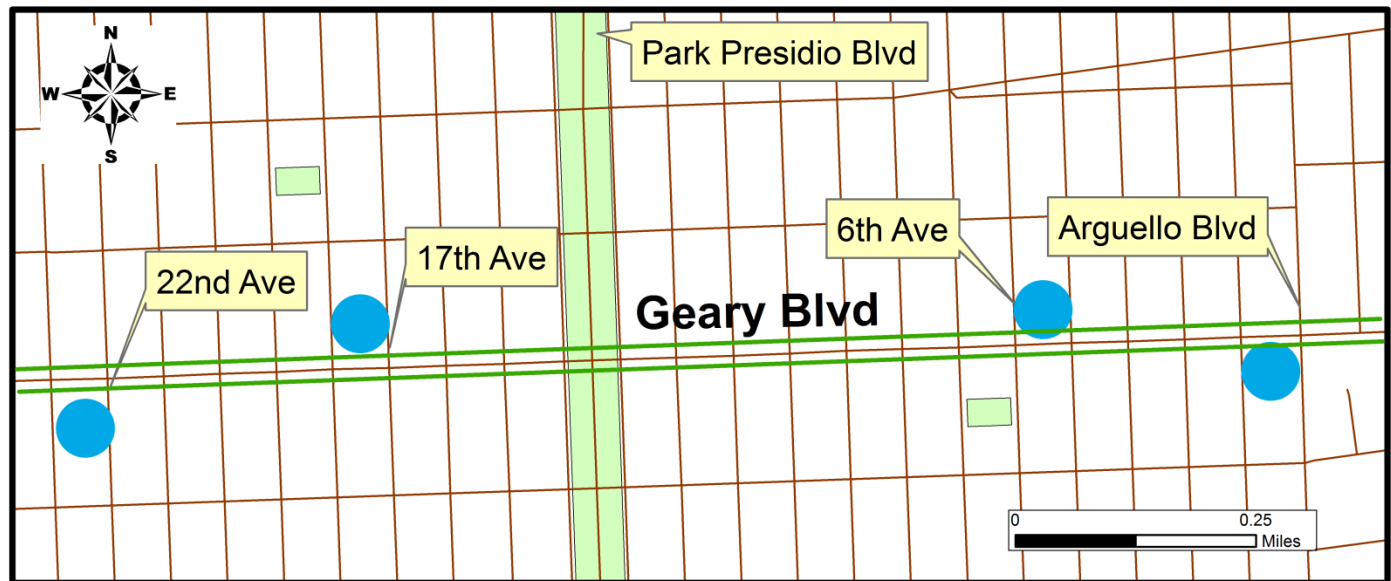 N
W E
S
Park Presidio Blvd
22nd Ave
17th Ave
6th Ave
Arguello Blvd
Geary Blvd
0 0.25
Miles